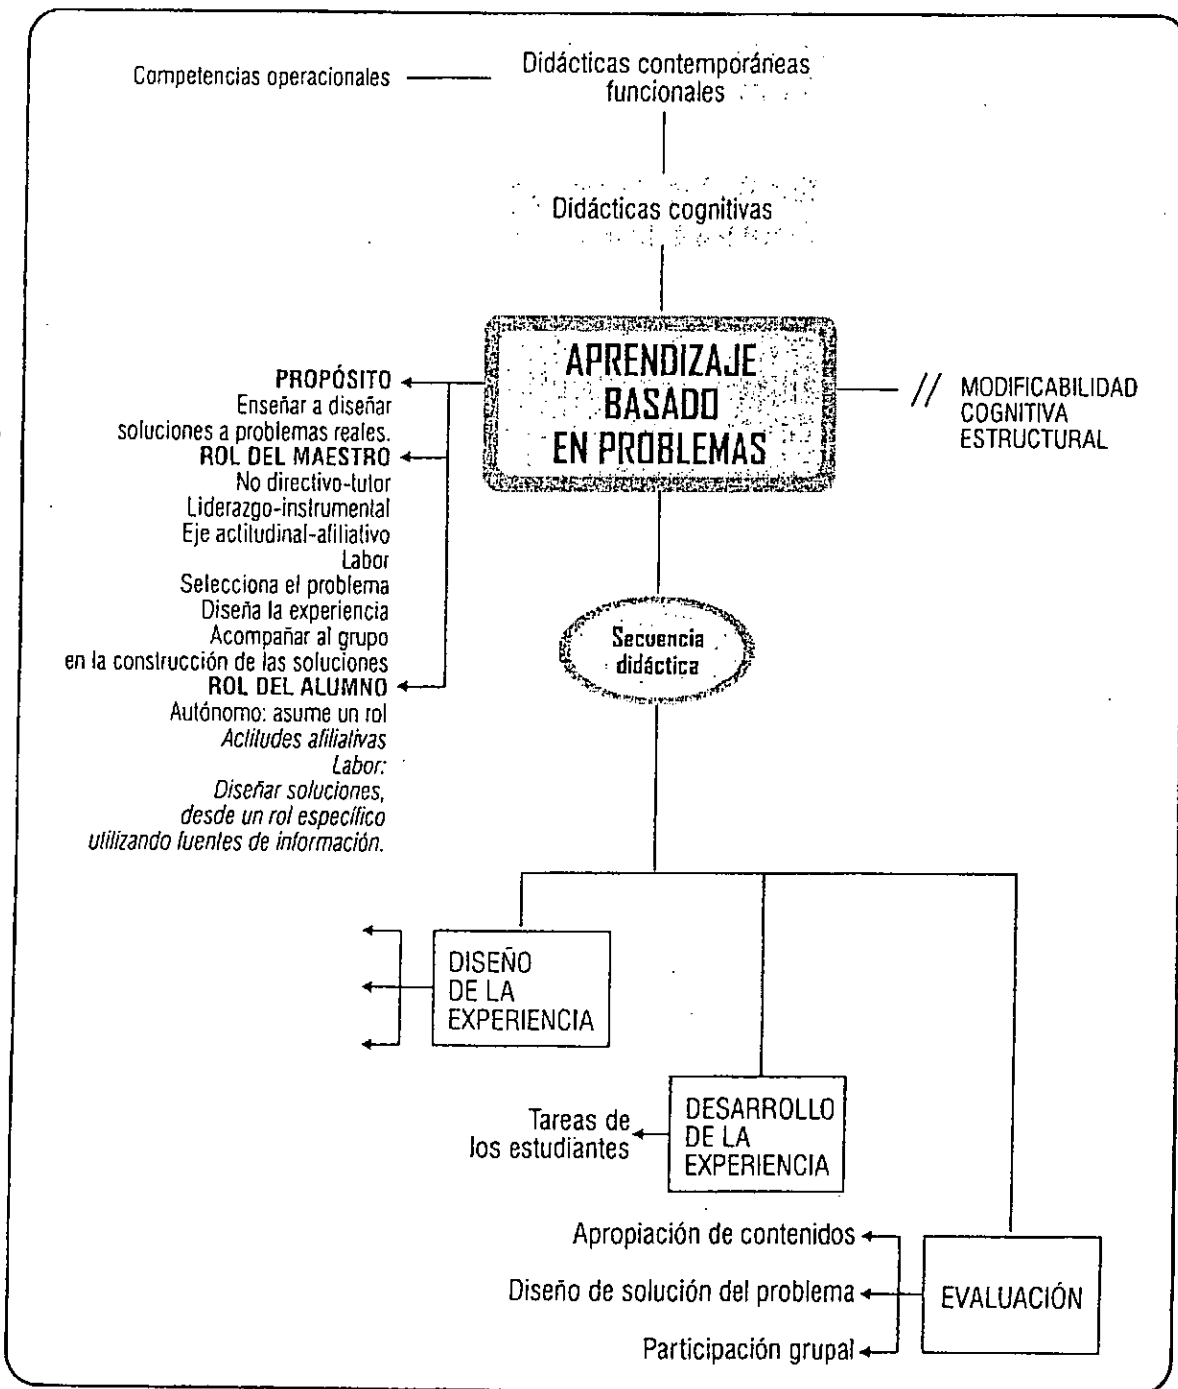 Competencias operacionales
Didácticas contemporáneas
funcionales
Didácticas cognitivas
APRENDIZAJE
BASADO
EN PROBLEMAS
// MODIFICABILIDAD
COGNITIVA
ESTRUCTURAL
PROPÓSITO
Enseñar a diseñar
soluciones a problemas reales.
ROL DEL MAESTRO
No directivo-tutor
Liderazgo-instrumental
Eje actitudinal-afiliativo
Labor
Selecciona el problema
Diseña la experiencia
Acompañar al grupo
en la construcción de las soluciones
ROL DEL ALUMNO
Autónomo: asume un rol
Actitudes afiliativas
Labor:
Diseñar soluciones,
desde un rol específico
utilizando fuentes de información.
Secuencia
didáctica
DISEÑO
DE LA
EXPERIENCIA
Tareas de
los estudiantes
DESARROLLO
DE LA
EXPERIENCIA
Apropiación de contenidos
Diseño de solución del problema
Participación grupal
EVALUACIÓN